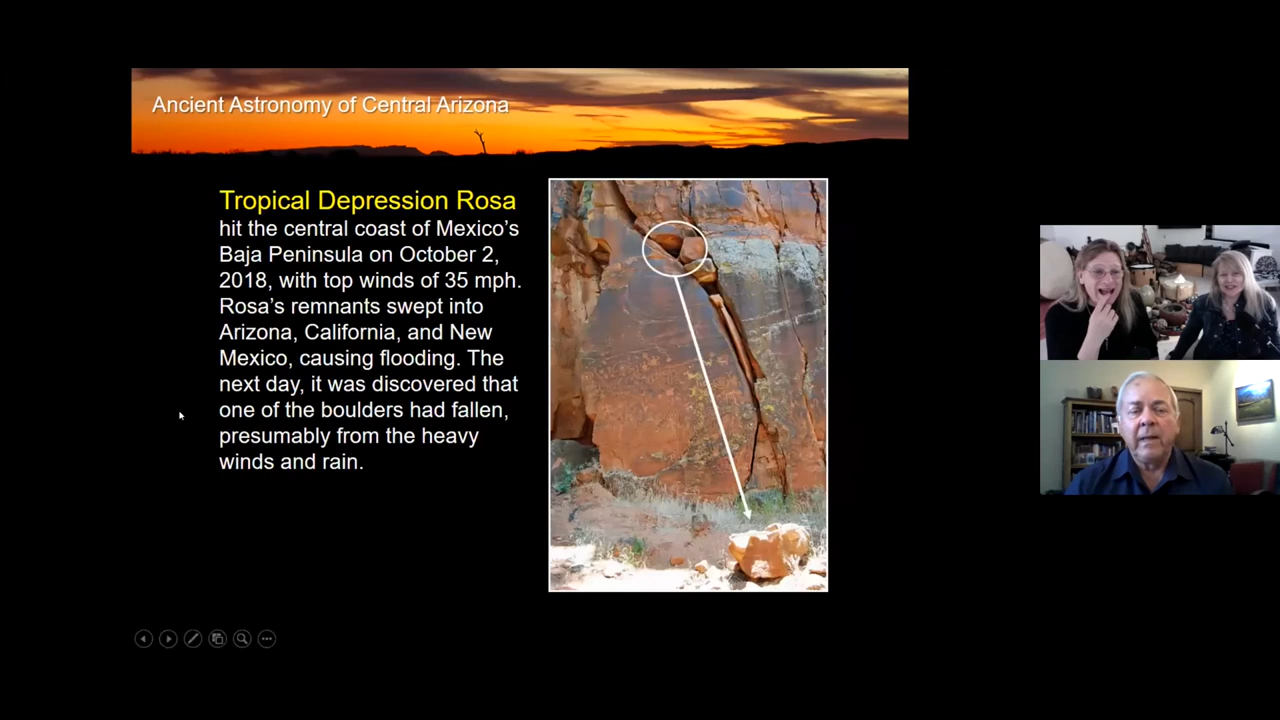 Ancient Astronomy of Central Arizona
Tropical Depression Rosa
hit the central coast of Mexico’s
Baja Peninsula on October 2,
2018, with top winds of 35 mph.
Rosa’s remnants swept into
Arizona, California, and New
Mexico, causing flooding. The
next day, it was discovered that
one of the boulders had fallen,
presumably from the heavy
winds and rain.